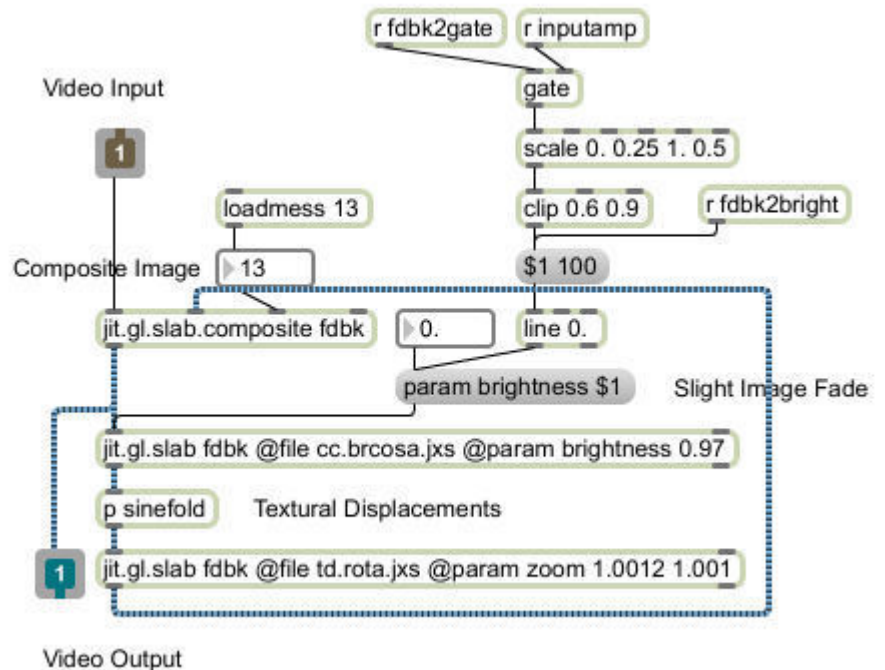 r fdbk2gate
r inputamp
Video Input
gate
1
scale 0. 0.25 1. 0.5
loadmess 13
clip 0.6 0.9
r fdbk2bright
Composite Image
13
$1 100
jit.gl.slab.composite fdbk
0.
line 0.
param brightness $1
Slight Image Fade
jit.gl.slab fdbk @file cc.brcosa.jxs @param brightness 0.97
p sinefold
Textural Displacements
1
jit.gl.slab fdbk @file td.rota.jxs @param zoom 1.0012 1.001
Video Output